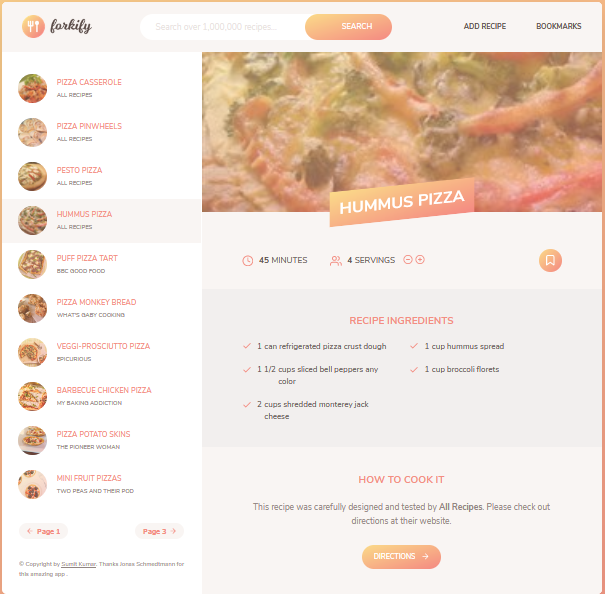 forkify
Search over 1,000,000 recipes...
SEARCH
ADD RECIPE
BOOKMARKS
PIZZA CASSEROLE
ALL RECIPES
PIZZA PINWHEELS
ALL RECIPES
PESTO PIZZA
ALL RECIPES
HUMMUS PIZZA
ALL RECIPES
PUFF PIZZA TART
BBC GOOD FOOD
PIZZA MONKEY BREAD
WHAT'S GABY COOKING
VEGGI-PROSCIUTTO PIZZA
EPICURIOUS
BARBECUE CHICKEN PIZZA
MY BAKING ADDICTION
PIZZA POTATO SKINS
THE PIONEER WOMAN
MINI FRUIT PIZZAS
TWO PEAS AND THEIR POD
← Page 1
Page 3 →
© Copyright by Sumit Kumar. Thanks Jonas Schmedtmann for
this amazing app .
HUMMUS PIZZA
45 MINUTES
4 SERVINGS
RECIPE INGREDIENTS
1 can refrigerated pizza crust dough
1 1/2 cups sliced bell peppers any
color
2 cups shredded monterey jack
cheese
1 cup hummus spread
1 cup broccoli florets
HOW TO COOK IT
This recipe was carefully designed and tested by All Recipes. Please check out
directions at their website.
DIRECTIONS →